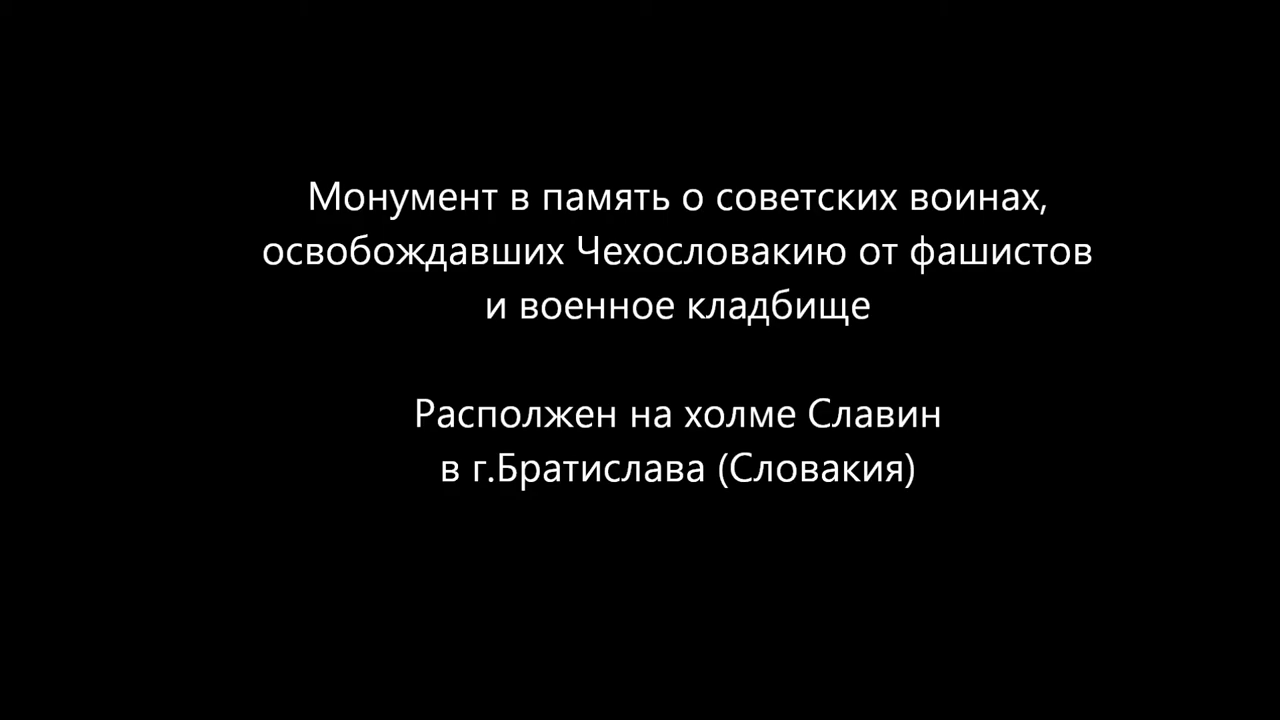 Монумент в память о советских воинах,
освобождавших Чехословакию от фашистов
и военное кладбище
Располжен на холме Славин
в г.Братислава (Словакия)